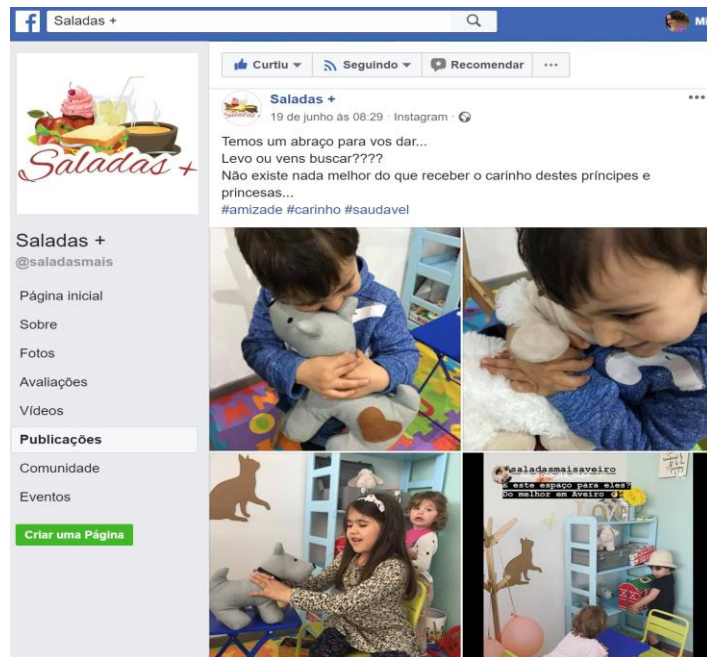 Saladas +
Mi
Saladas +
Curtiu
Seguindo
Recomendar
Saladas +
19 de junho às 08:29 · Instagram ·
Temos um abraço para vos dar...
Levo ou vens buscar????
Não existe nada melhor do que receber o carinho destes príncipes e
princesas...
#amizade #carinho #saudavel
Saladas +
@saladasmais
Página inicial
Sobre
Fotos
Avaliações
Vídeos
Publicações
Comunidade
Eventos
Criar uma Página
@saladasmaisaveiro
E este espaço para eles?
Do melhor em Aveiro
LOVE